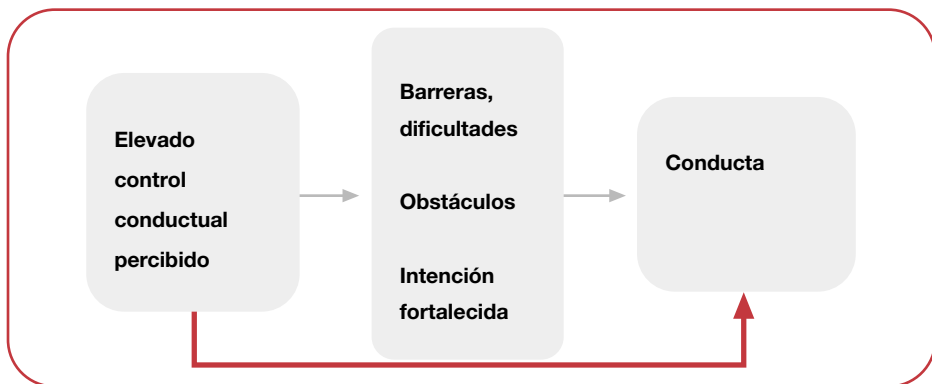 Elevado
control
conductual
percibido
Barreras,
dificultades
Obstáculos
Intención
fortalecida
Conducta